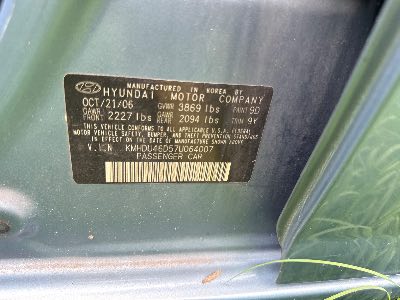 MANUFACTURED IN KOREA BY
HYUNDAI MOTOR COMPANY
OCT/21/06 GVWR 3869 lbs PAINT 9D
GAWR FRONT 2227 lbs GAWR REAR 2094 lbs TRIM 9Y
THIS VEHICLE CONFORMS TO ALL APPLICABLE U.S.A. FEDERAL
MOTOR VEHICLE SAFETY, BUMPER, AND THEFT PREVENTION STANDARDS
IN EFFECT ON THE DATE OF MANUFACTURE SHOWN ABOVE
V.I.N KMHDU46D57U064007
PASSENGER CAR